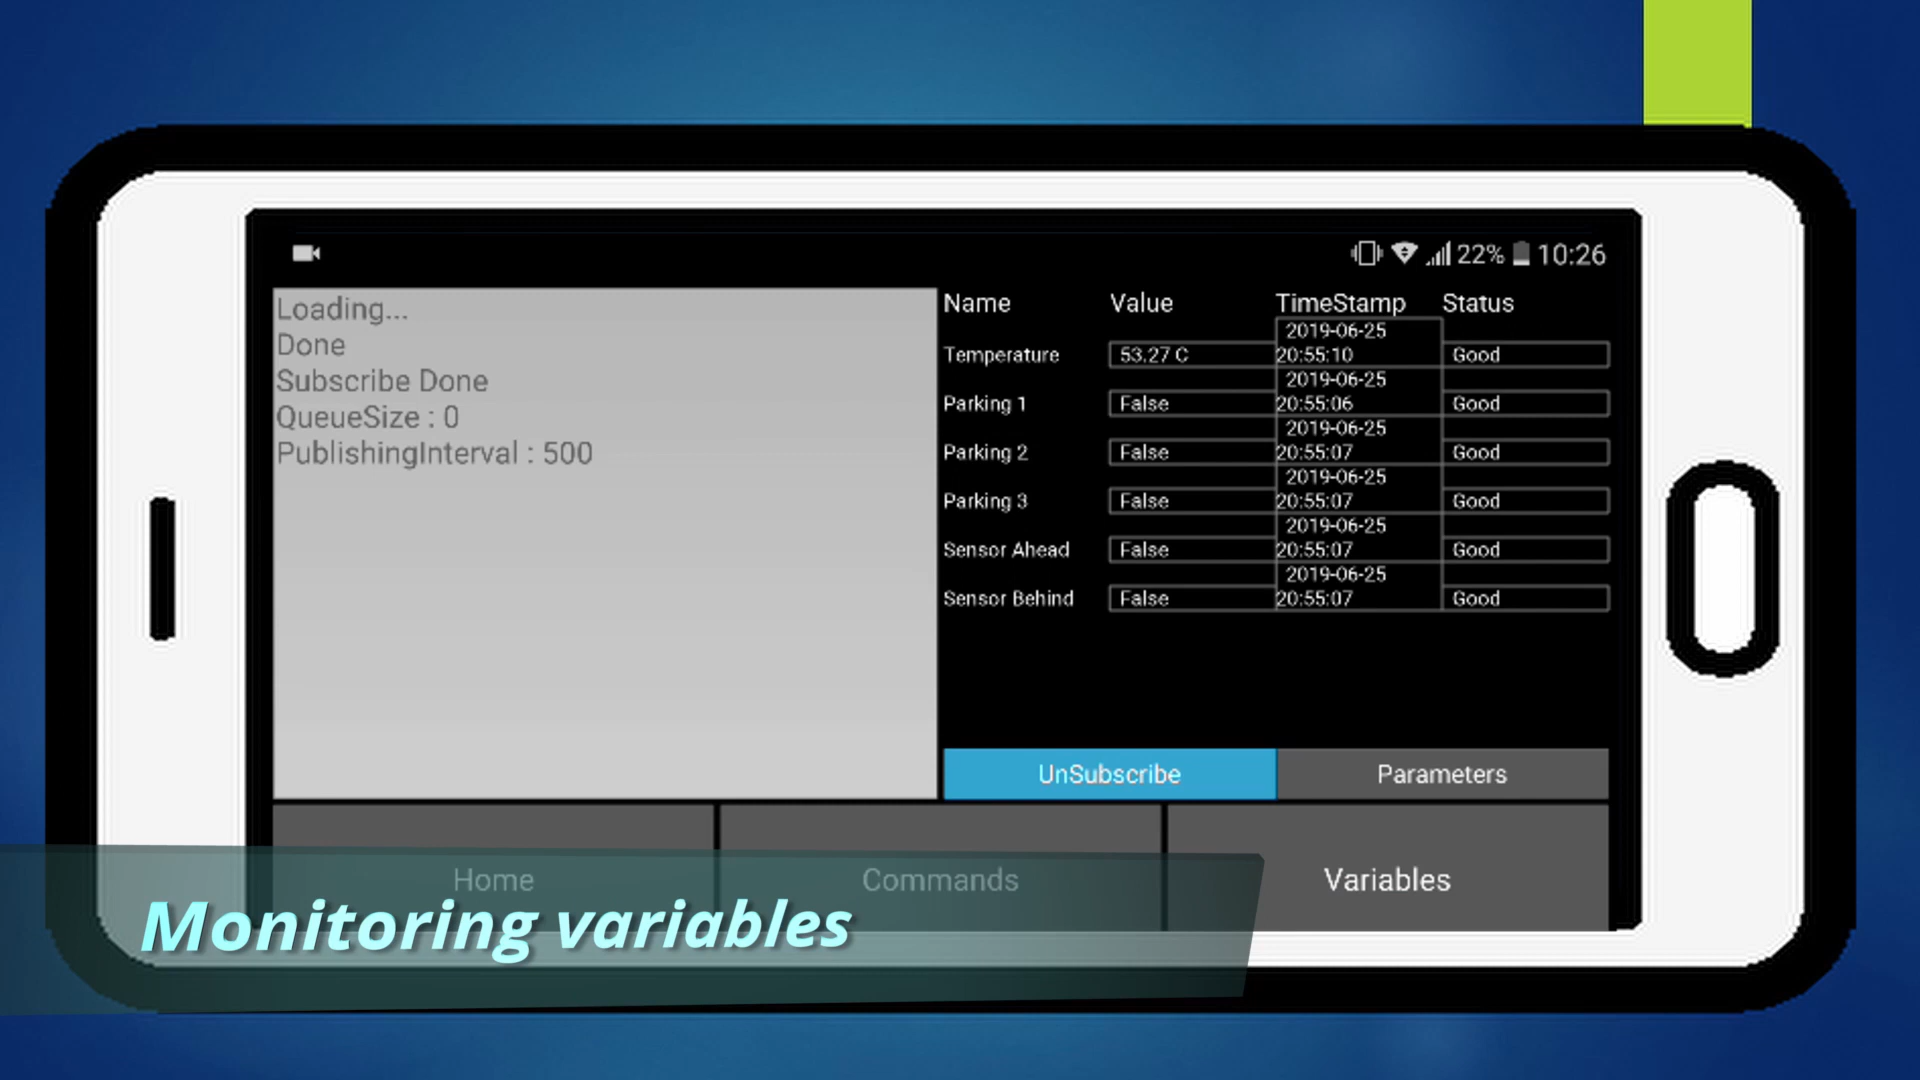 22% 10:26
Loading...
Done
Subscribe Done
QueueSize : 0
PublishingInterval : 500
Name Value TimeStamp Status
Temperature 53.27 C 2019-06-25 20:55:10 Good
Parking 1 False 2019-06-25 20:55:06 Good
Parking 2 False 2019-06-25 20:55:07 Good
Parking 3 False 2019-06-25 20:55:07 Good
Sensor Ahead False 2019-06-25 20:55:07 Good
Sensor Behind False 2019-06-25 20:55:07 Good
UnSubscribe Parameters
Home Commands Variables
Monitoring variables